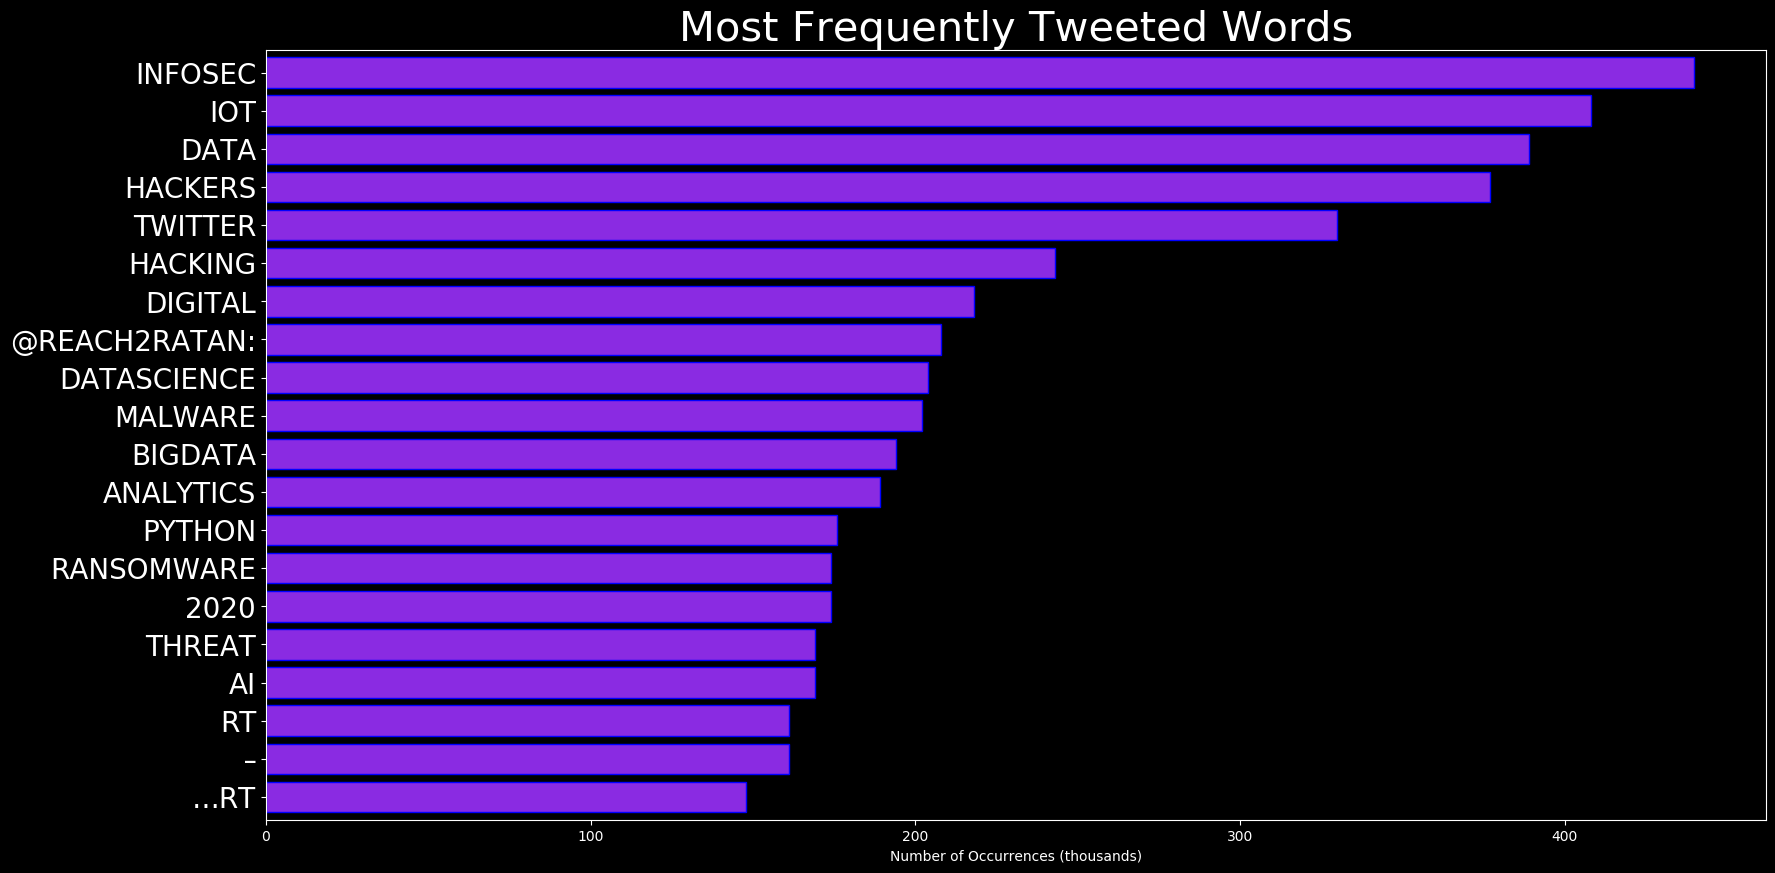 Most Frequently Tweeted Words
INFOSEC
IOT
DATA
HACKERS
TWITTER
HACKING
DIGITAL
@REACH2RATAN:
DATASCIENCE
MALWARE
BIGDATA
ANALYTICS
PYTHON
RANSOMWARE
2020
THREAT
AI
RT
–
…RT
0 100 200 300 400
Number of Occurrences (thousands)